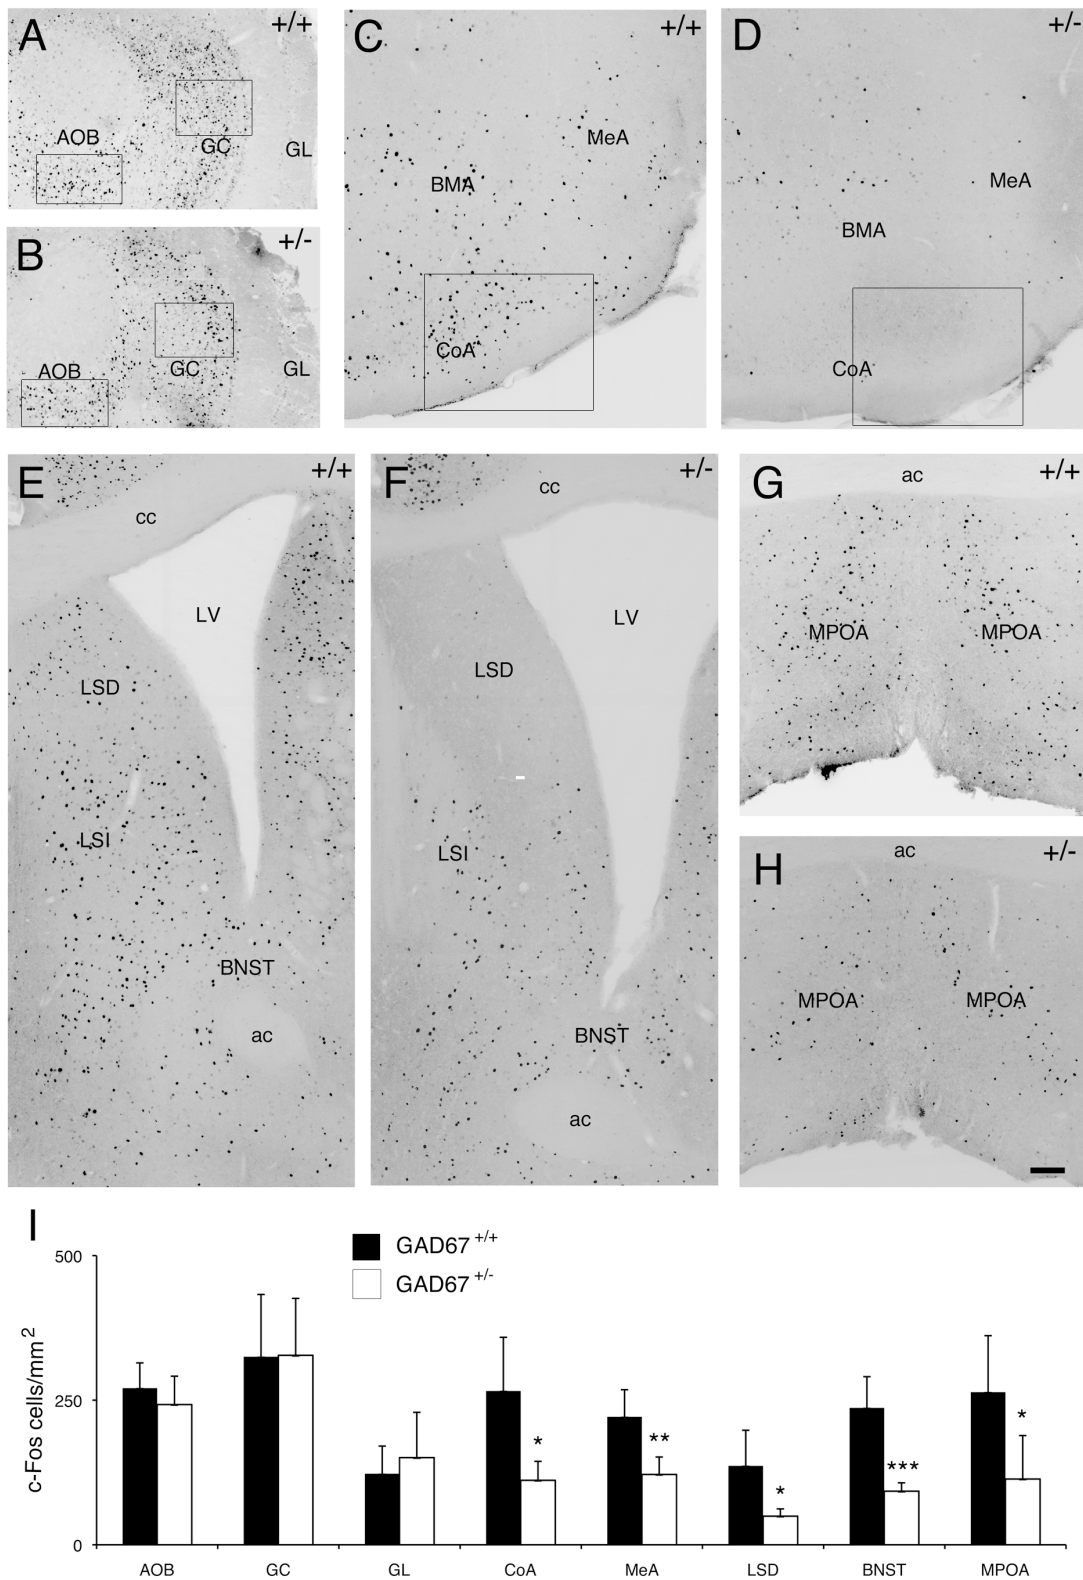 A +/+
AOB
GC
GL
B +/-
AOB
GC
GL
C +/+
MeA
BMA
CoA
D +/-
MeA
BMA
CoA
E +/+
cc
LV
LSD
LSI
BNST
ac
F +/-
cc
LV
LSD
LSI
BNST
ac
G +/+
ac
MPOA MPOA
H +/-
ac
MPOA MPOA
I
GAD67 +/+
GAD67 +/-
c-Fos cells/mm2
500
250
0
* ** * *** *
AOB GC GL CoA MeA LSD BNST MPOA